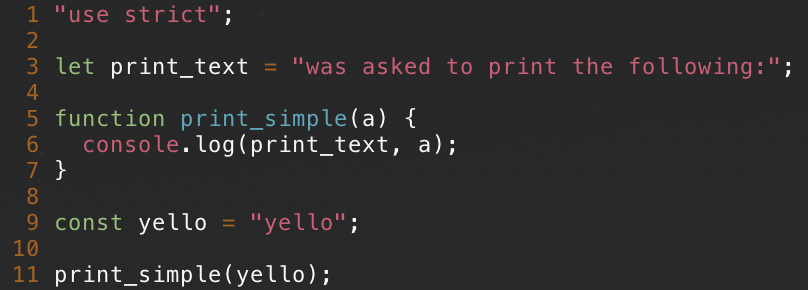 1 "use strict";
2
3 let print_text = "was asked to print the following:";
4
5 function print_simple(a) {
6   console.log(print_text, a);
7 }
8
9 const yello = "yello";
10
11 print_simple(yello);